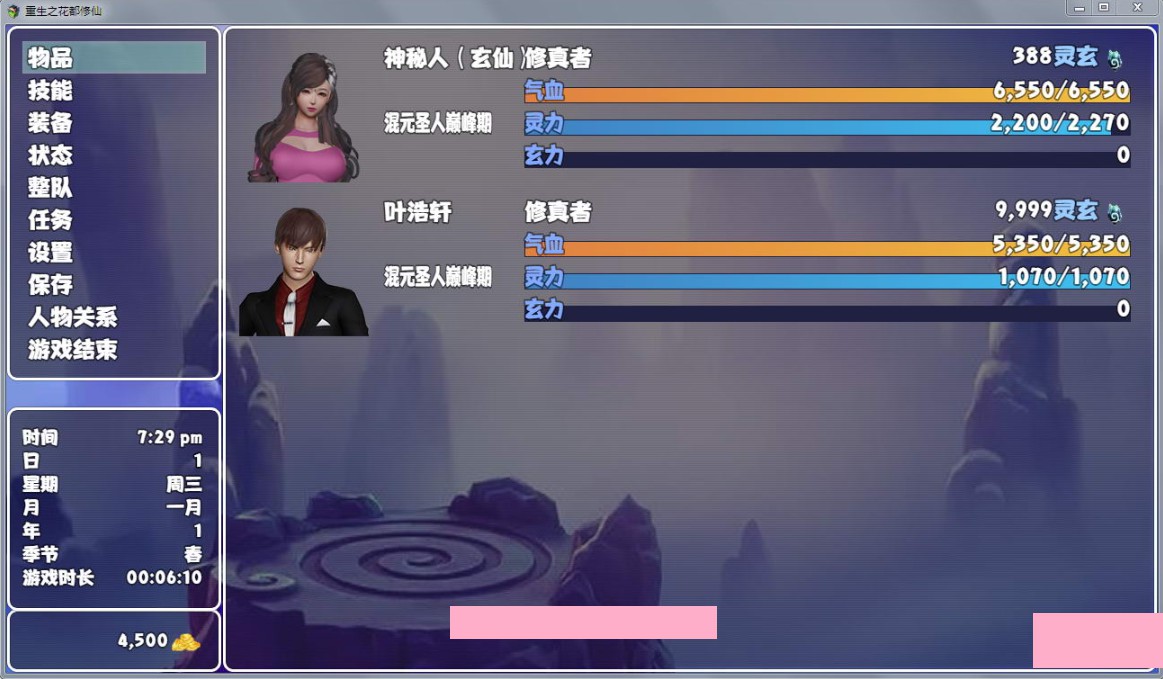 重生之花都修仙
物品
技能
装备
状态
整队
任务
设置
保存
人物关系
游戏结束
时间 7:29 pm
日 1
星期 周三
月 一月
年 1
季节 春
游戏时长 00:06:10
4,500
神秘人（玄仙）修真者 388灵玄
气血 6,550/6,550
混元圣人巅峰期 灵力 2,200/2,270
玄力 0
叶浩轩 修真者 9,999灵玄
气血 5,350/5,350
混元圣人巅峰期 灵力 1,070/1,070
玄力 0